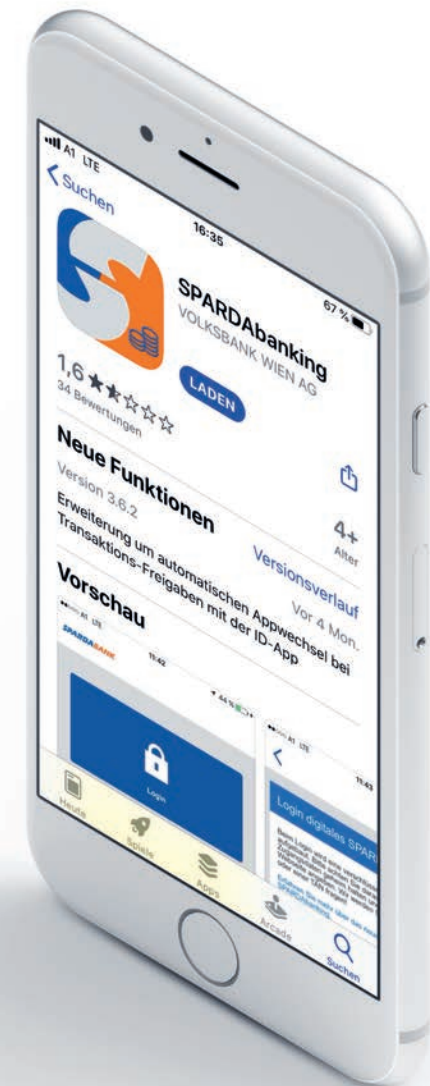 A1 LTE
16:35
67 %
Suchen
SPARDAbanking
VOLKSBANK WIEN AG
LADEN
1,6
34 Bewertungen
4+
Alter
Neue Funktionen
Versionsverlauf
Version 3.6.2
Vor 4 Mon.
Erweiterung um automatischen Appwechsel bei
Transaktions-Freigaben mit der ID-App
Vorschau
A1 LTE
11:42
44 %
SPARDABANK
Login
A1 LTE
11:43
Login digitales SPAR
Heute
Spiele
Apps
Arcade
Suchen